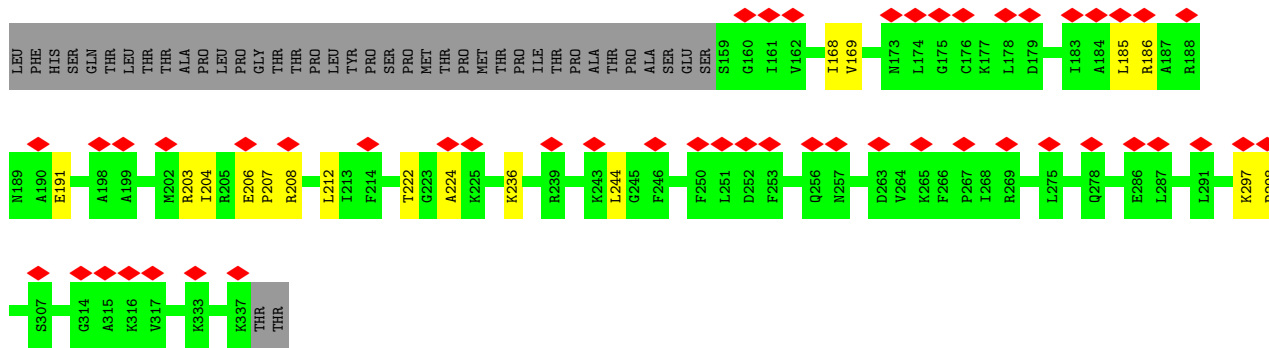 LEU PHE HIS SER GLN THR LEU THR THR ALA PRO LEU PRO GLY THR THR PRO LEU TYR PRO SER PRO MET THR PRO MET THR PRO ILE THR PRO ALA THR PRO ALA SER GLU SER S159 G160 I161 V162 I168 V169 N173 L174 G175 C176 K177 L178 D179 I183 A184 L185 R186 A187 R188
N189 A190 E191 A198 A199 M202 R203 I204 R205 E206 P207 R208 L212 I213 F214 T222 G223 A224 K225 K236 R239 K243 L244 G245 F246 F250 L251 D252 F253 Q256 N257 D263 V264 K265 F266 P267 I268 R269 L275 Q278 E286 L287 L291 K297
S307 G314 A315 K316 V317 K333 K337 THR THR